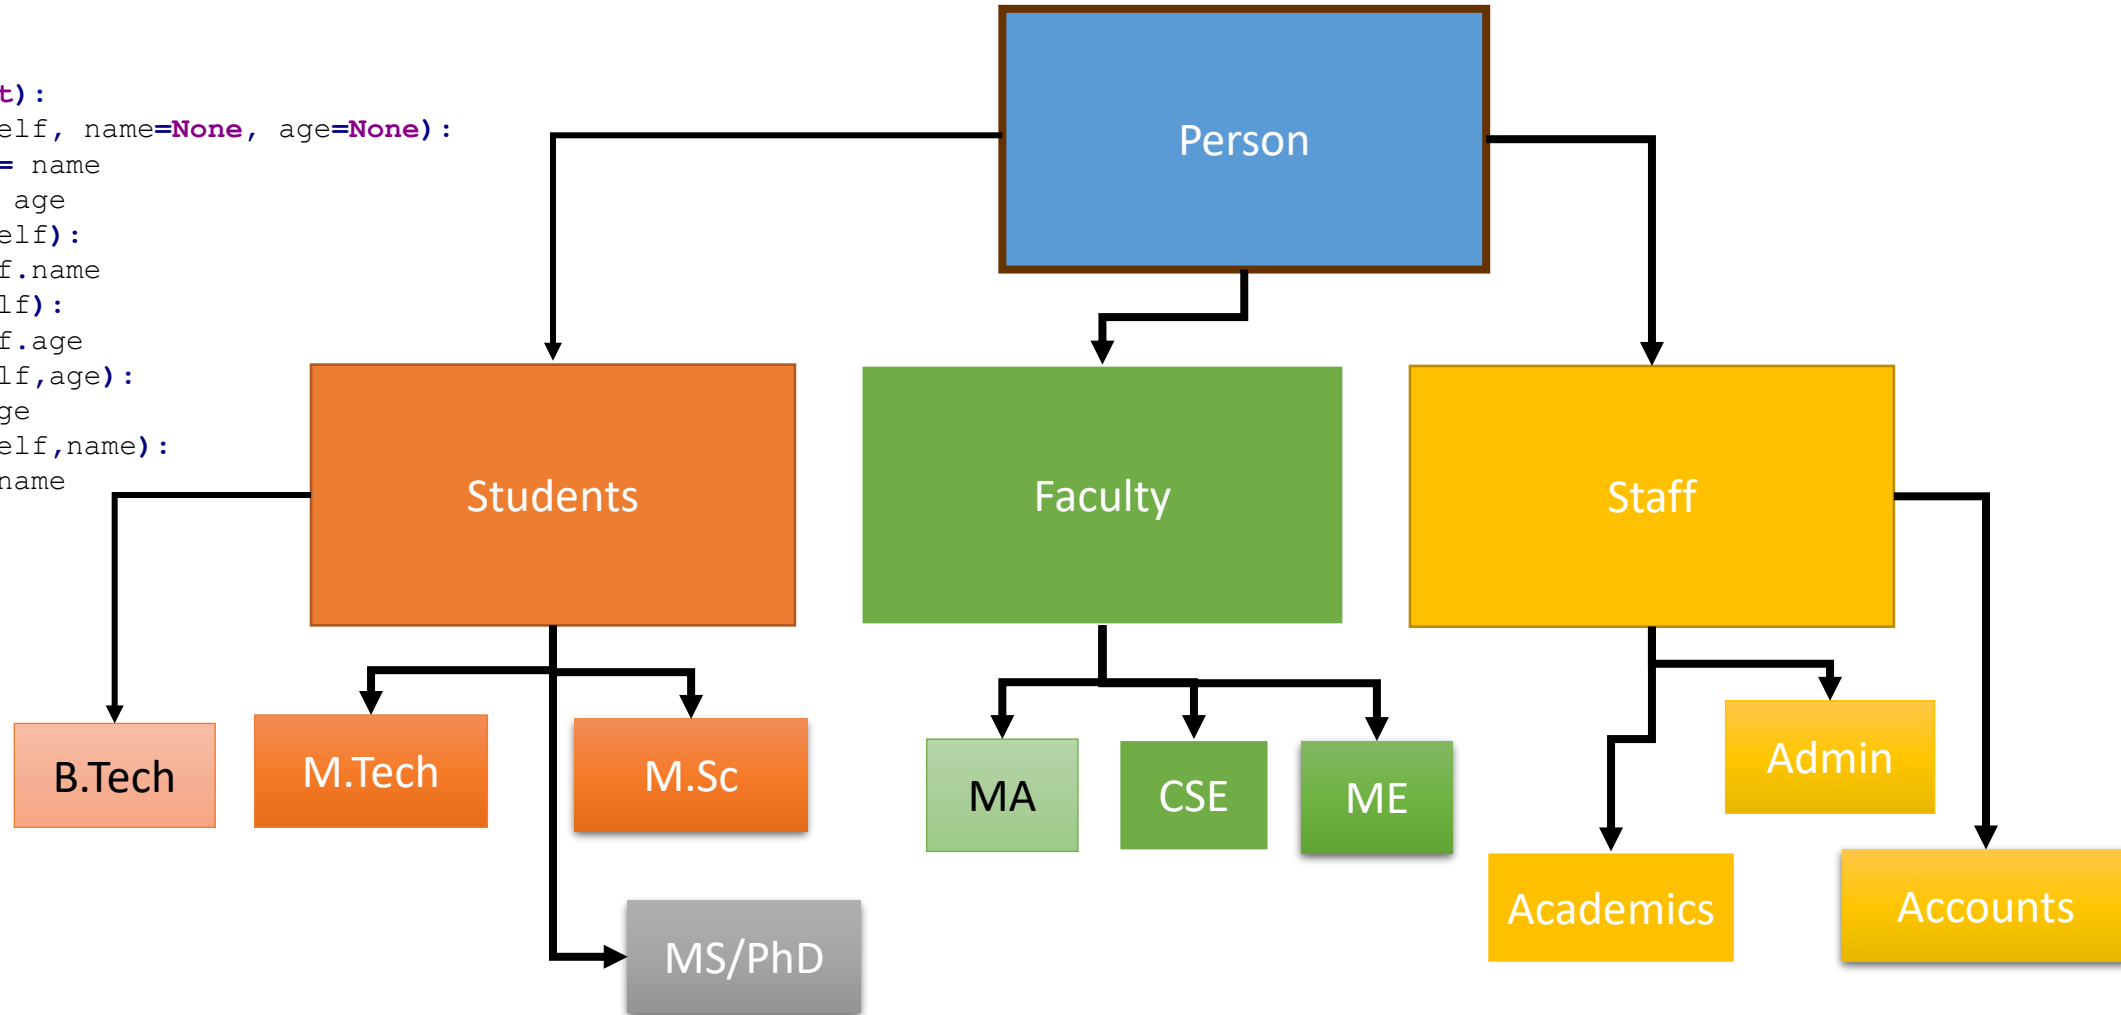 t):
elf, name=None, age=None):
= name
age
elf):
f.name
lf):
f.age
lf,age):
ge
elf,name):
name
Person
Students
Faculty
Staff
B.Tech
M.Tech
M.Sc
MS/PhD
MA
CSE
ME
Academics
Admin
Accounts